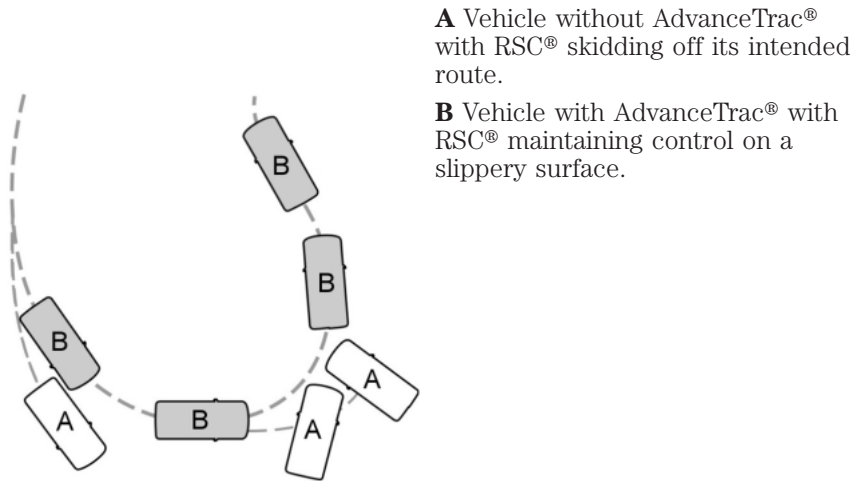 A Vehicle without AdvanceTrac®
with RSC® skidding off its intended
route.
B Vehicle with AdvanceTrac® with
RSC® maintaining control on a
slippery surface.
B
B
B
A
B
A
A